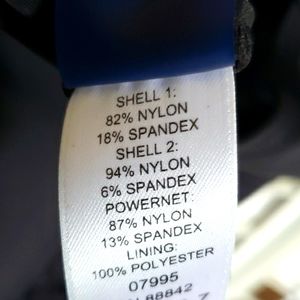 SHELL 1:
82% NYLON
18% SPANDEX
SHELL 2:
94% NYLON
6% SPANDEX
POWERNET:
87% NYLON
13% SPANDEX
LINING:
100% POLYESTER
07995
88842